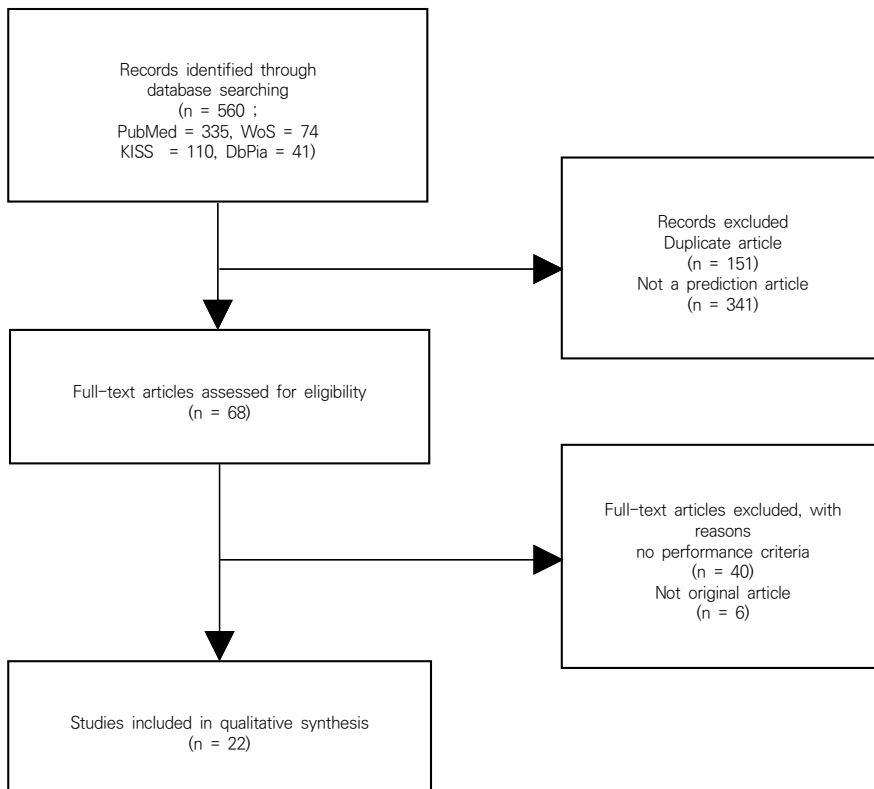 Records identified through
database searching
(n = 560 ;
PubMed = 335, WoS = 74
KISS = 110, DbPia = 41)
Records excluded
Duplicate article
(n = 151)
Not a prediction article
(n = 341)
Full-text articles assessed for eligibility
(n = 68)
Full-text articles excluded, with
reasons
no performance criteria
(n = 40)
Not original article
(n = 6)
Studies included in qualitative synthesis
(n = 22)